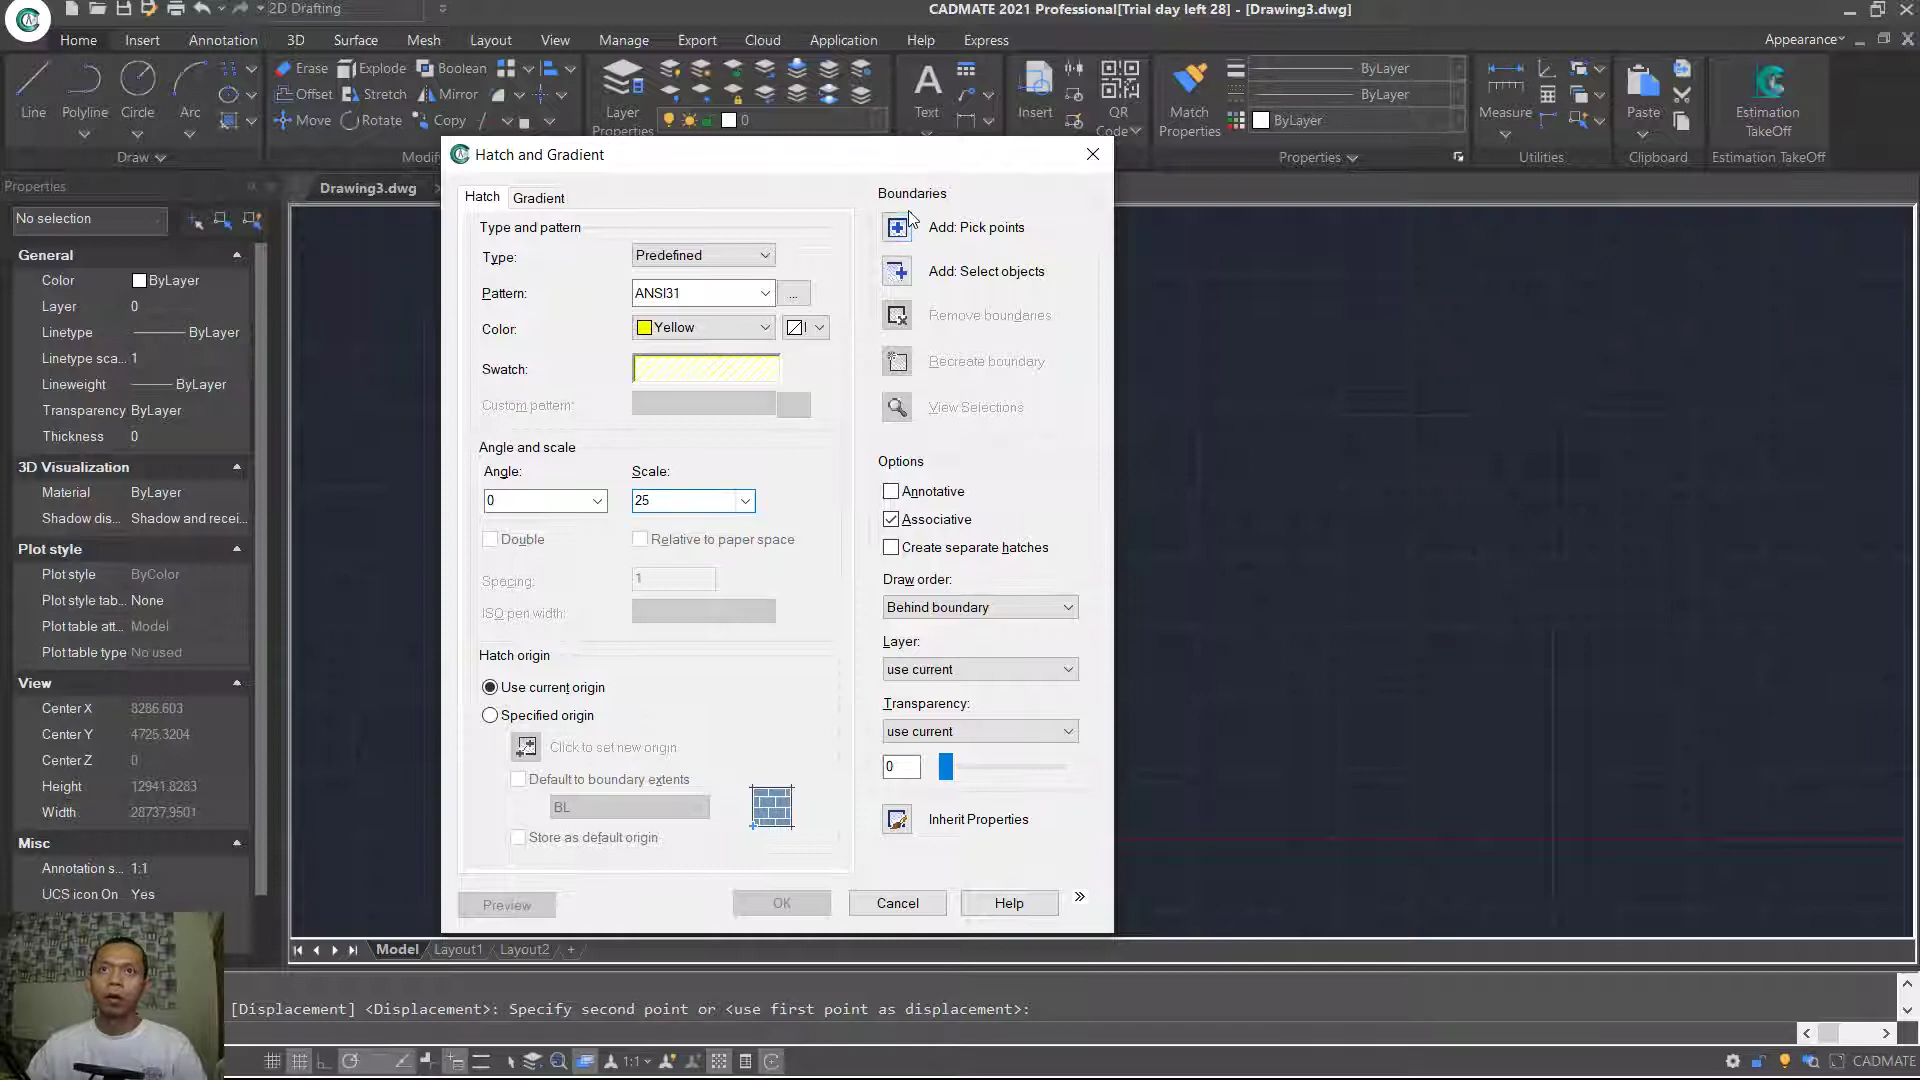 2D Drafting
CADMATE 2021 Professional[Trial day left 28] - [Drawing3.dwg]
Home Insert Annotation 3D Surface Mesh Layout View Manage Export Cloud Application Help Express Appearance
Line Polyline Circle Arc
Erase Explode Boolean
Offset Stretch Mirror
Move Rotate Copy
Layer Properties
0
Text
Insert
QR Code
Match Properties
ByLayer
ByLayer
ByLayer
Measure
Paste
Estimation TakeOff
Draw Modif Properties Utilities Clipboard Estimation TakeOff
Properties
Drawing3.dwg
No selection
General
Color ByLayer
Layer 0
Linetype ByLayer
Linetype sca... 1
Lineweight ByLayer
Transparency ByLayer
Thickness 0
3D Visualization
Material ByLayer
Shadow dis... Shadow and recei...
Plot style
Plot style ByColor
Plot style tab... None
Plot table att... Model
Plot table type No used
View
Center X 8286.603
Center Y 4725.3204
Center Z 0
Height 12941.8283
Width 28737.9501
Misc
Annotation s... 1:1
UCS icon On Yes
Hatch and Gradient
Hatch Gradient
Type and pattern
Type: Predefined
Pattern: ANSI31 ...
Color: Yellow
Swatch:
Custom pattern:
Angle and scale
Angle: Scale:
0 25
Double Relative to paper space
Spacing: 1
ISO pen width:
Hatch origin
Use current origin
Specified origin
Click to set new origin
Default to boundary extents
BL
Store as default origin
Preview OK Cancel Help
Boundaries
Add: Pick points
Add: Select objects
Remove boundaries
Recreate boundary
View Selections
Options
Annotative
Associative
Create separate hatches
Draw order:
Behind boundary
Layer:
use current
Transparency:
use current
0
Inherit Properties
Model Layout1 Layout2 +
[Displacement] <Displacement>: Specify second point or <use first point as displacement>:
1:1
CADMATE